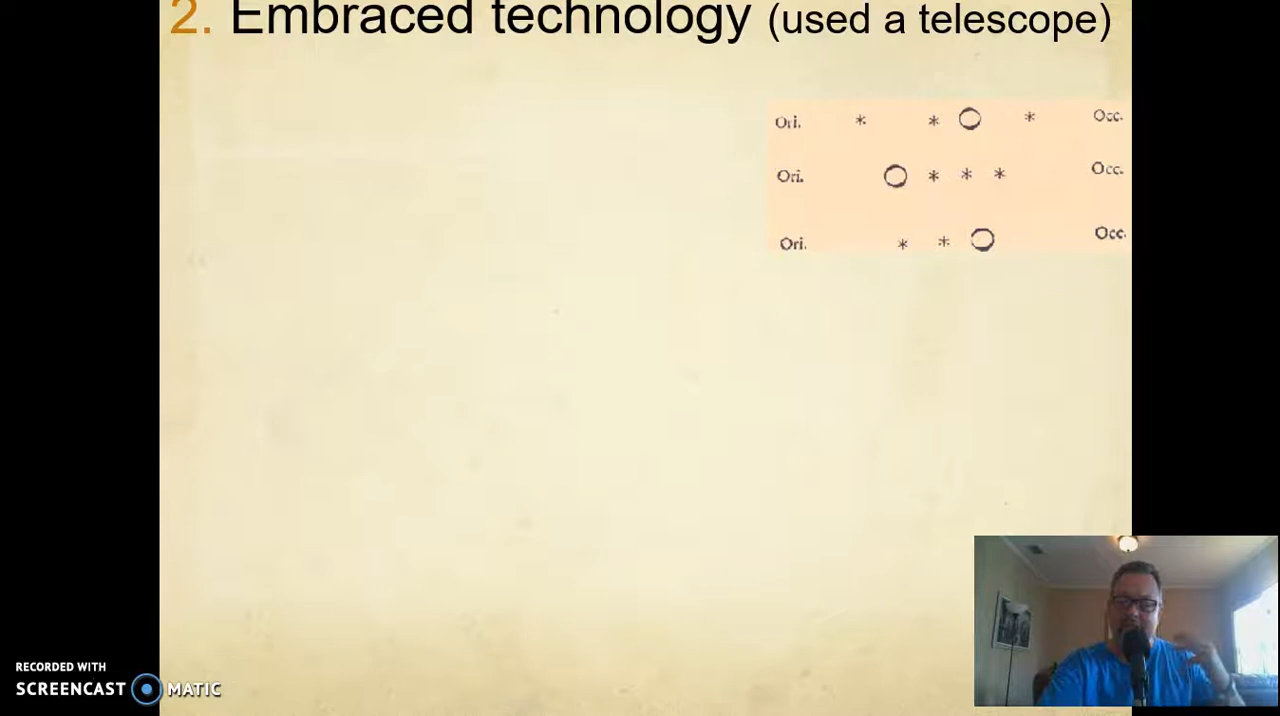 2. Embraced technology (used a telescope)
Ori. * * O * Occ.
Ori. O * * * Occ.
Ori. * * O Occ.
RECORDED WITH
SCREENCAST MATIC